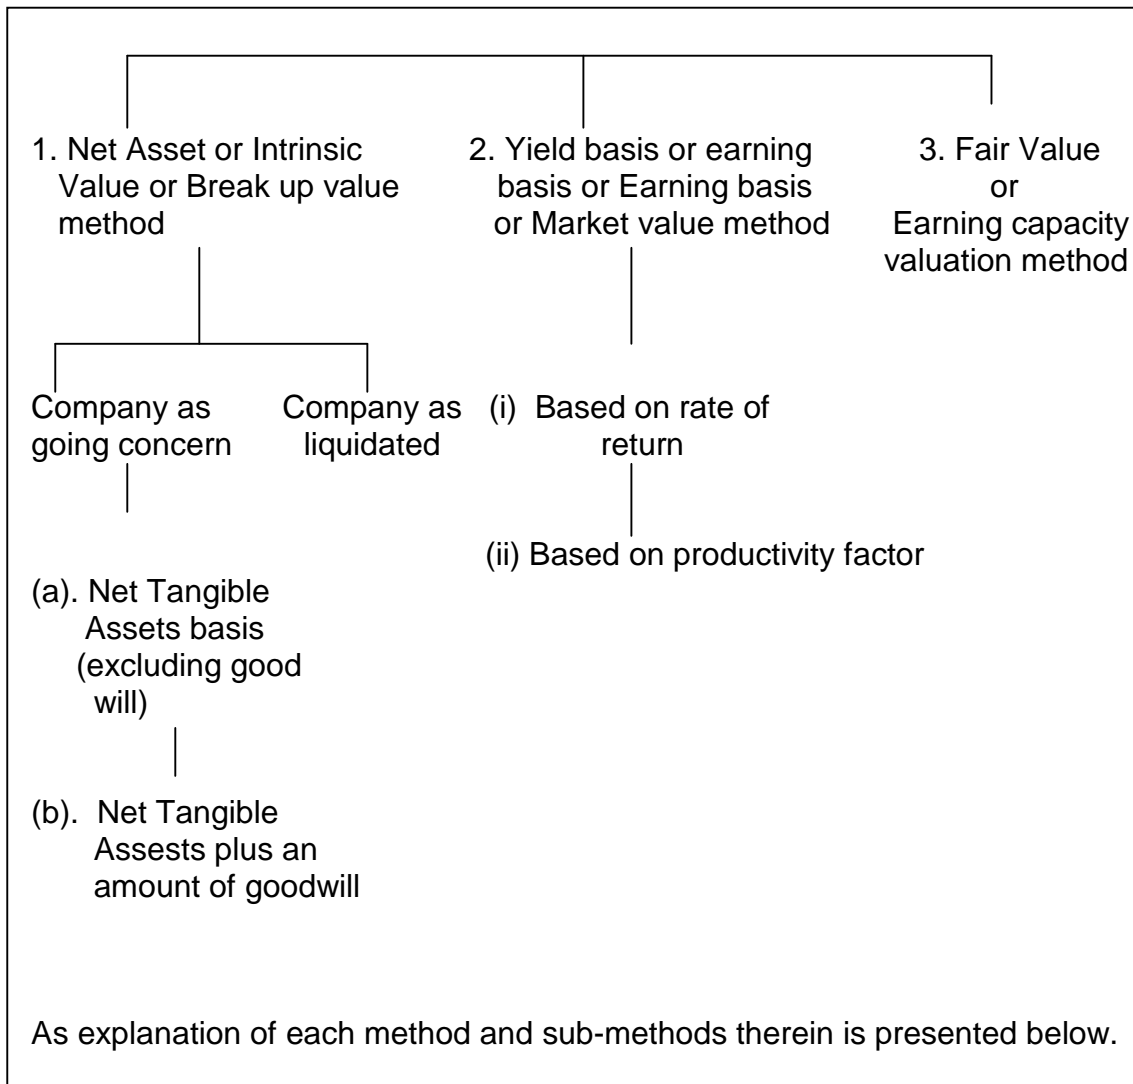 1. Net Asset or Intrinsic
Value or Break up value
method
2. Yield basis or earning
basis or Earning basis
or Market value method
3. Fair Value
or
Earning capacity
valuation method
Company as
going concern
Company as
liquidated
(i) Based on rate of
return
(ii) Based on productivity factor
(a). Net Tangible
Assets basis
(excluding good
will)
(b). Net Tangible
Assests plus an
amount of goodwill
As explanation of each method and sub-methods therein is presented below.